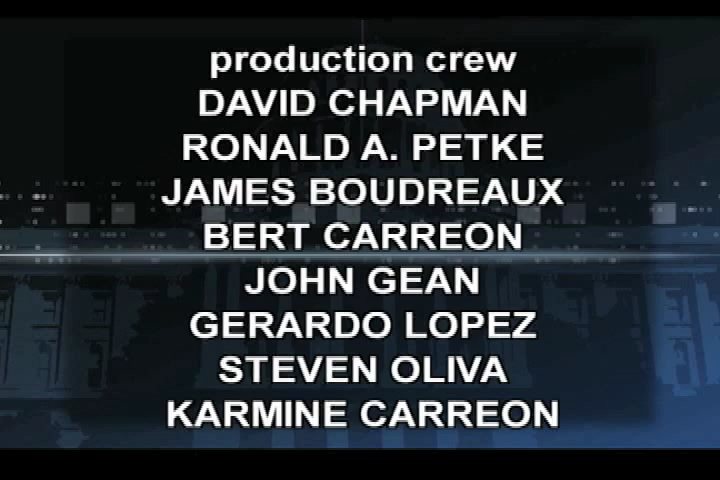 production crew
DAVID CHAPMAN
RONALD A. PETKE
JAMES BOUDREAUX
BERT CARREON
JOHN GEAN
GERARDO LOPEZ
STEVEN OLIVA
KARMINE CARREON